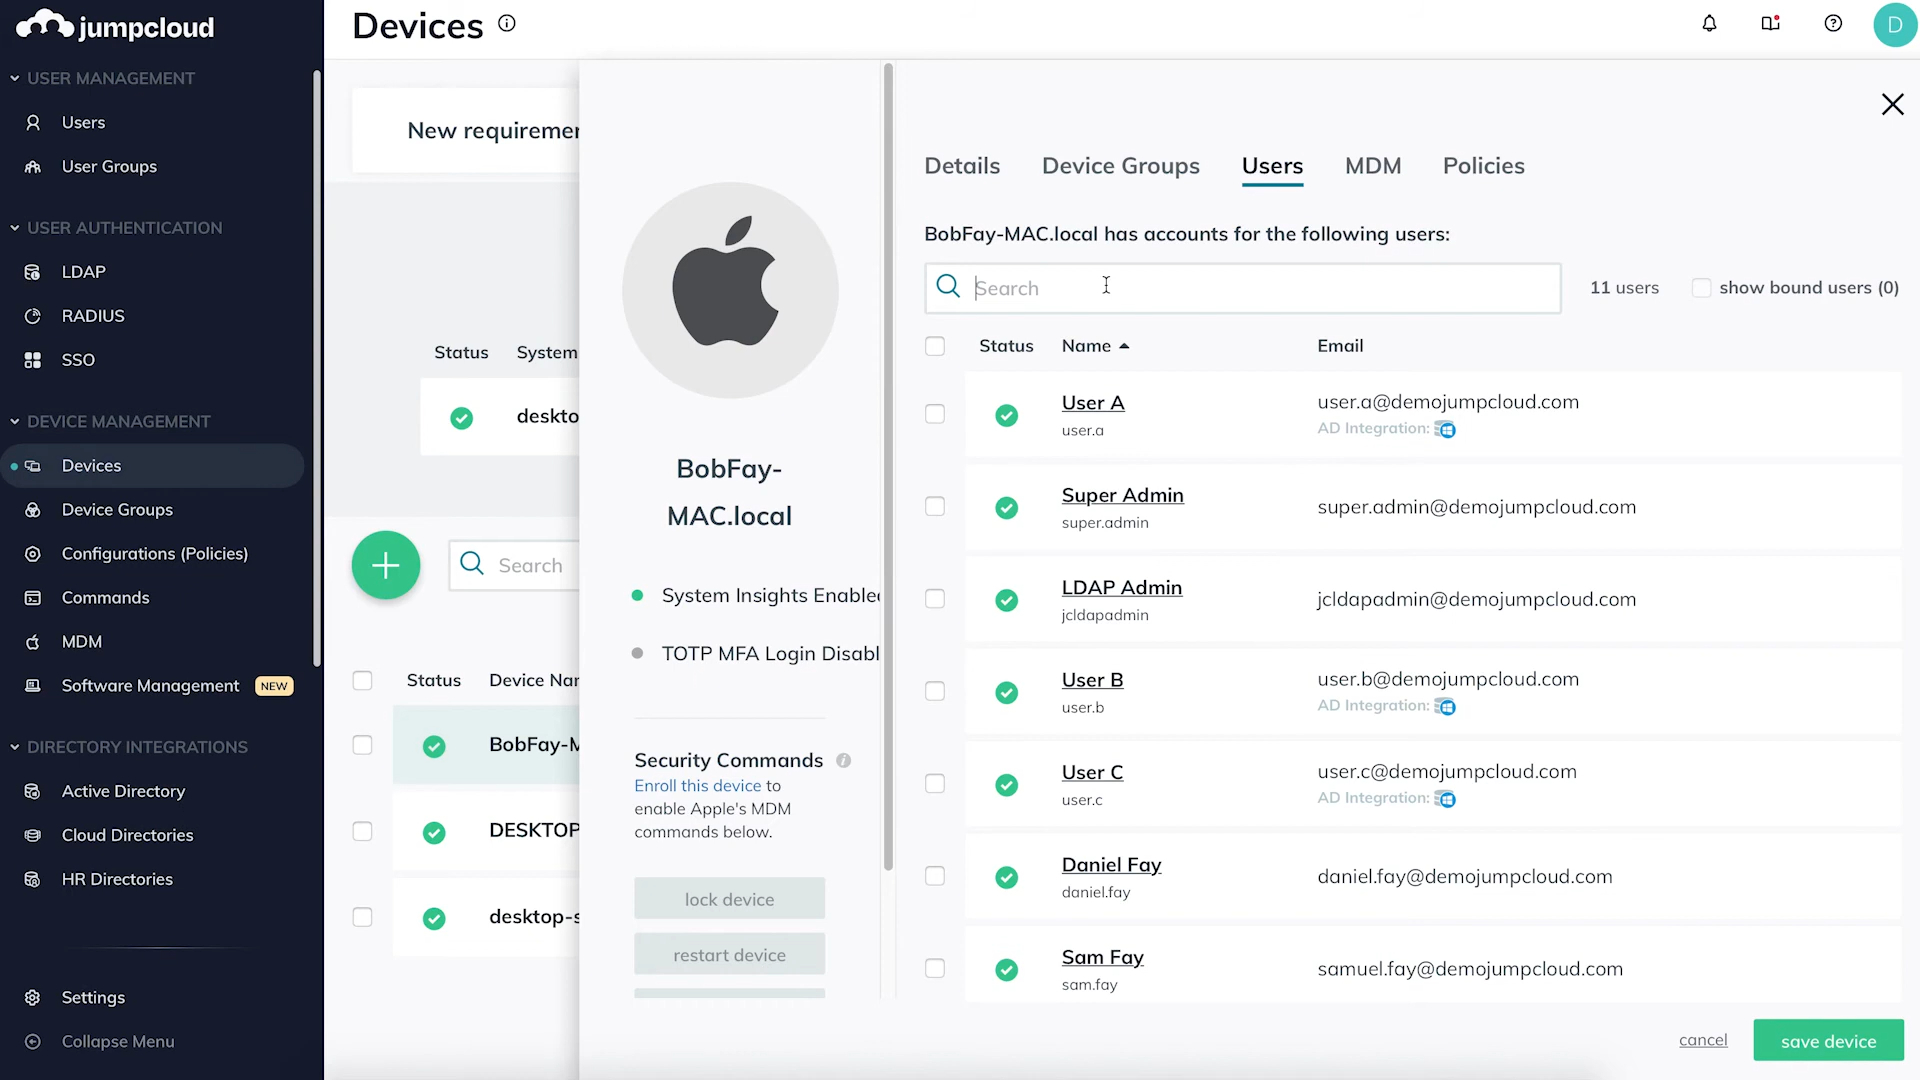 jumpcloud
USER MANAGEMENT
Users
User Groups
USER AUTHENTICATION
LDAP
RADIUS
SSO
DEVICE MANAGEMENT
Devices
Device Groups
Configurations (Policies)
Commands
MDM
Software Management NEW
DIRECTORY INTEGRATIONS
Active Directory
Cloud Directories
HR Directories
Settings
Collapse Menu
Devices
D
New requiremen
Status System
deskto
Search
Status Device Nam
BobFay-M
DESKTOP
desktop-s
BobFay-
MAC.local
System Insights Enabled
TOTP MFA Login Disabl
Security Commands
Enroll this device to
enable Apple's MDM
commands below.
lock device
restart device
Details Device Groups Users MDM Policies
BobFay-MAC.local has accounts for the following users:
Search
11 users
show bound users (0)
Status Name Email
User A
user.a
user.a@demojumpcloud.com
AD Integration:
Super Admin
super.admin
super.admin@demojumpcloud.com
LDAP Admin
jcldapadmin
jcldapadmin@demojumpcloud.com
User B
user.b
user.b@demojumpcloud.com
AD Integration:
User C
user.c
user.c@demojumpcloud.com
AD Integration:
Daniel Fay
daniel.fay
daniel.fay@demojumpcloud.com
Sam Fay
sam.fay
samuel.fay@demojumpcloud.com
cancel
save device